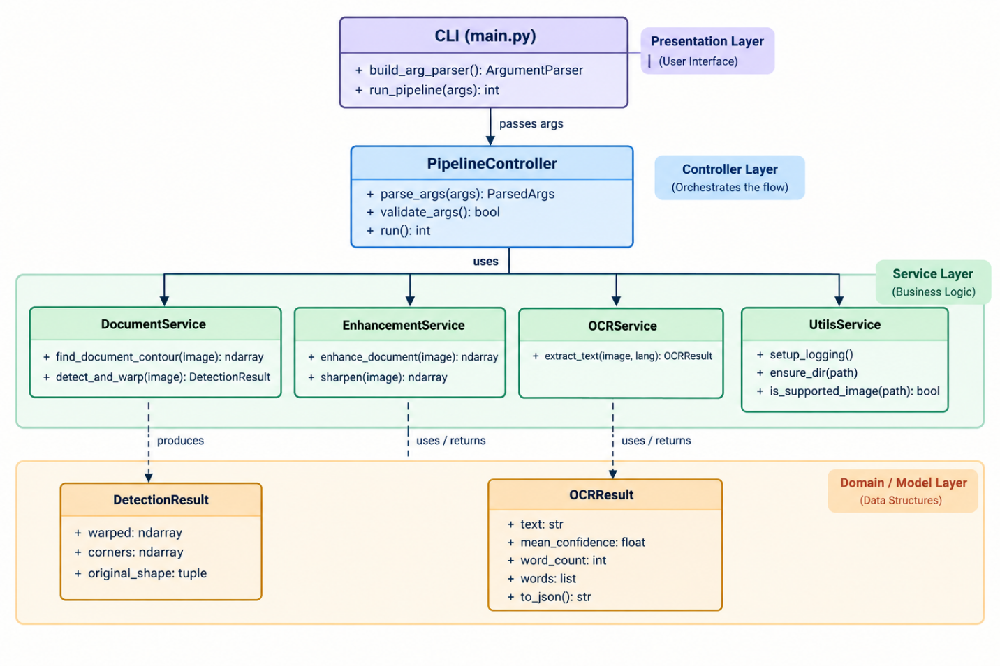 CLI (main.py)
+ build_arg_parser(): ArgumentParser
+ run_pipeline(args): int
Presentation Layer
| (User Interface)
passes args
PipelineController
+ parse_args(args): ParsedArgs
+ validate_args(): bool
+ run(): int
Controller Layer
(Orchestrates the flow)
uses
Service Layer
(Business Logic)
DocumentService
+ find_document_contour(image): ndarray
+ detect_and_warp(image): DetectionResult
EnhancementService
+ enhance_document(image): ndarray
+ sharpen(image): ndarray
OCRService
+ extract_text(image, lang): OCRResult
UtilsService
+ setup_logging()
+ ensure_dir(path)
+ is_supported_image(path): bool
produces
uses / returns
uses / returns
Domain / Model Layer
(Data Structures)
DetectionResult
+ warped: ndarray
+ corners: ndarray
+ original_shape: tuple
OCRResult
+ text: str
+ mean_confidence: float
+ word_count: int
+ words: list
+ to_json(): str